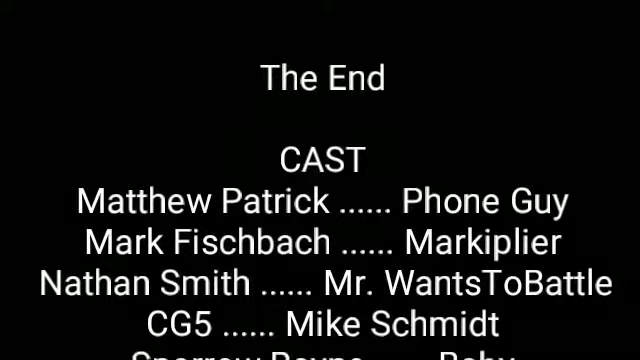 The End
CAST
Matthew Patrick ...... Phone Guy
Mark Fischbach ...... Markiplier
Nathan Smith ...... Mr. WantsToBattle
CG5 ...... Mike Schmidt